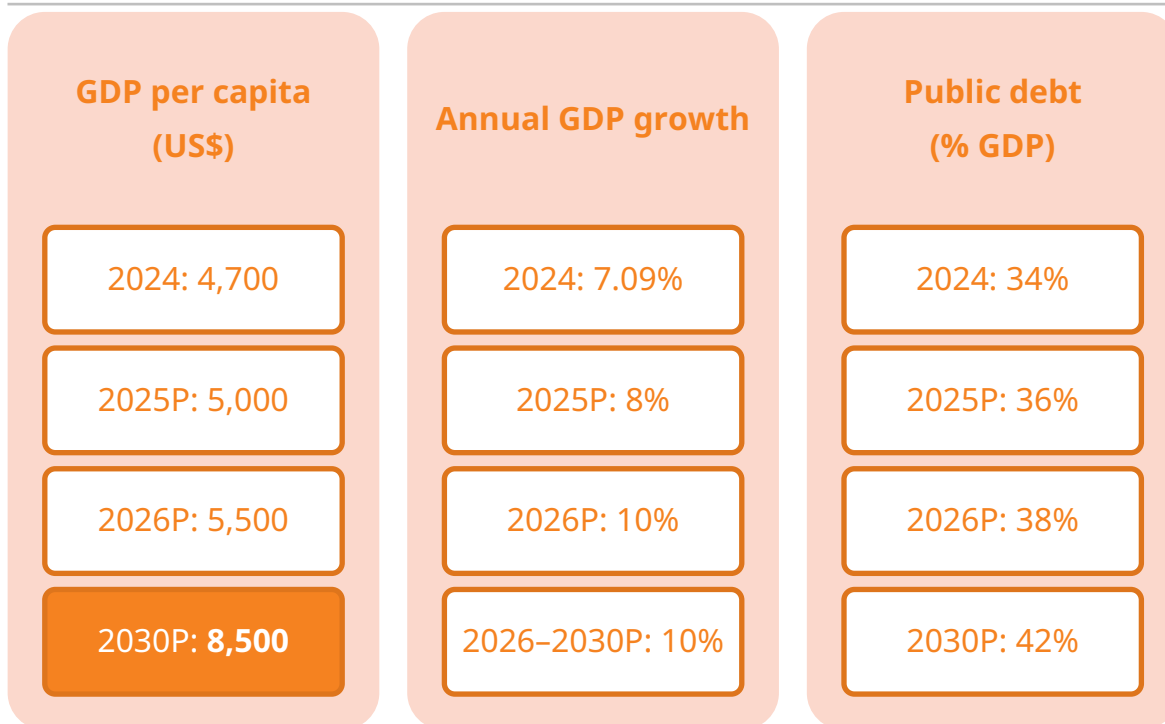 GDP per capita
(US$)
2024: 4,700
2025P: 5,000
2026P: 5,500
2030P: 8,500
Annual GDP growth
2024: 7.09%
2025P: 8%
2026P: 10%
2026–2030P: 10%
Public debt
(% GDP)
2024: 34%
2025P: 36%
2026P: 38%
2030P: 42%